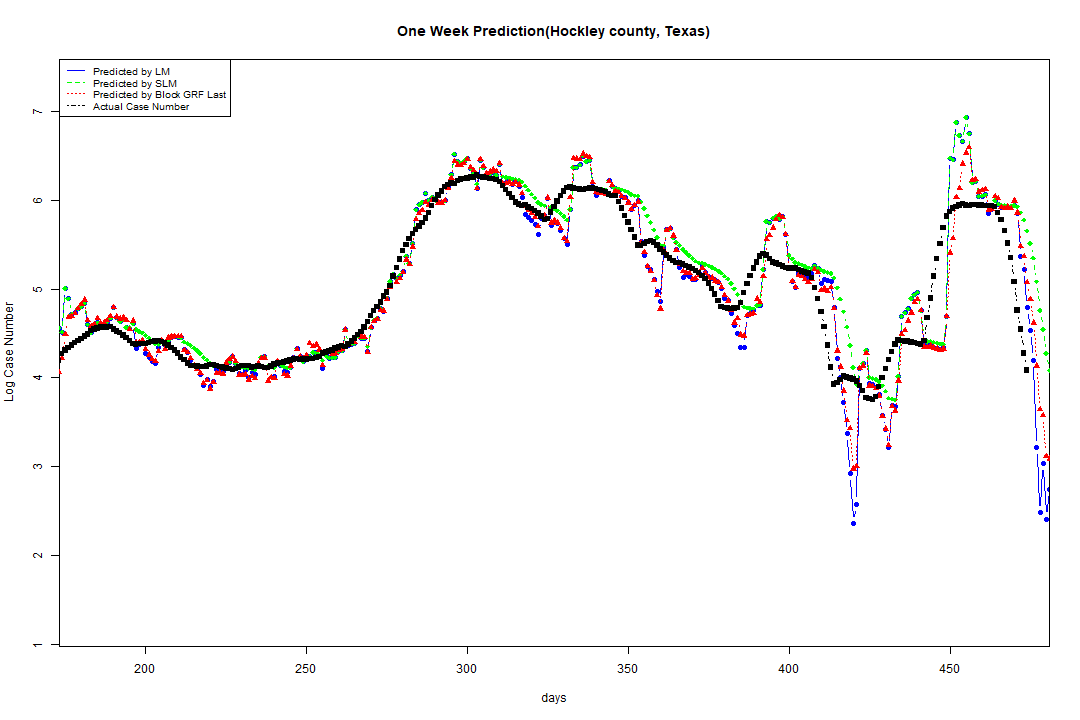 One Week Prediction(Hockley county, Texas)
Predicted by LM
Predicted by SLM
Predicted by Block GRF Last
Actual Case Number
Log Case Number
7
6
5
4
3
2
1
200 250 300 350 400 450
days